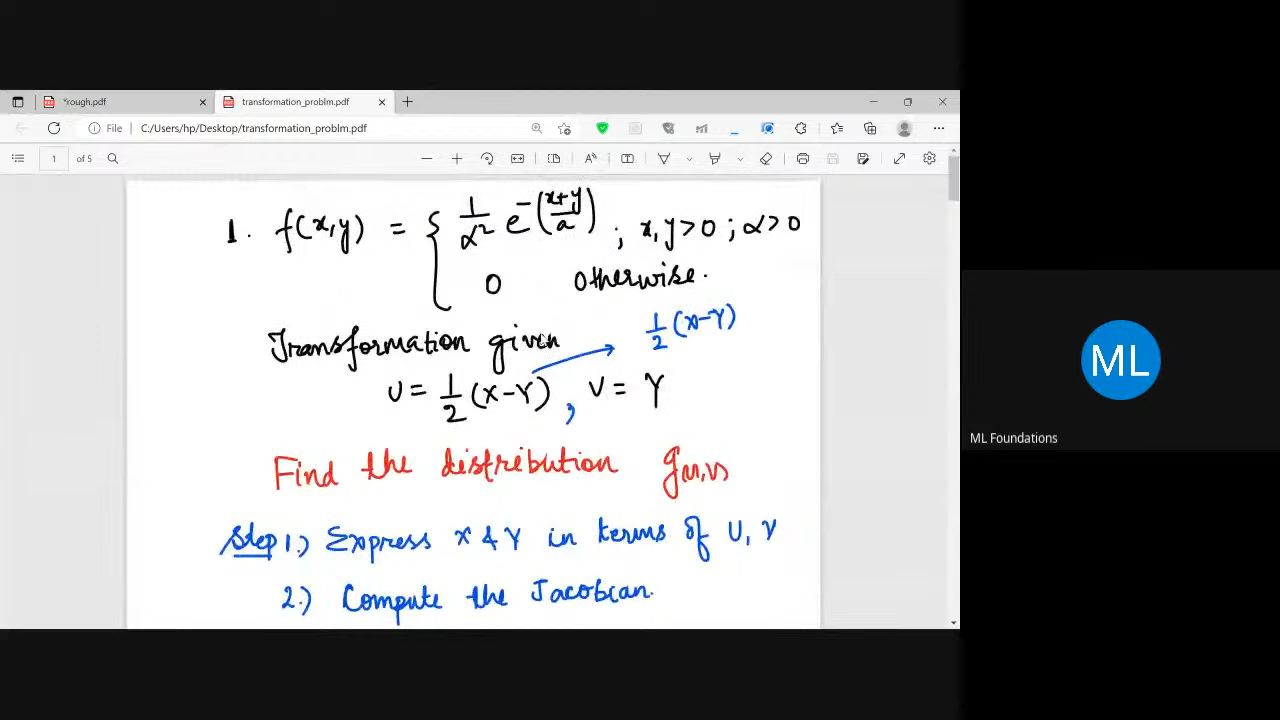 *rough.pdf
transformation_problm.pdf
File C:/Users/hp/Desktop/transformation_problm.pdf
1 of 5
1. f(x,y) = { 1/α² e^-((x+y)/a) ; x,y>0 ; α>0
0 otherwise.
1/2 (X-Y)
Transformation given
U = 1/2 (X-Y) , V = Y
Find the distribution g(u,v)
Step 1.) Express X & Y in terms of U, V
2.) Compute the Jacobian.
ML
ML Foundations